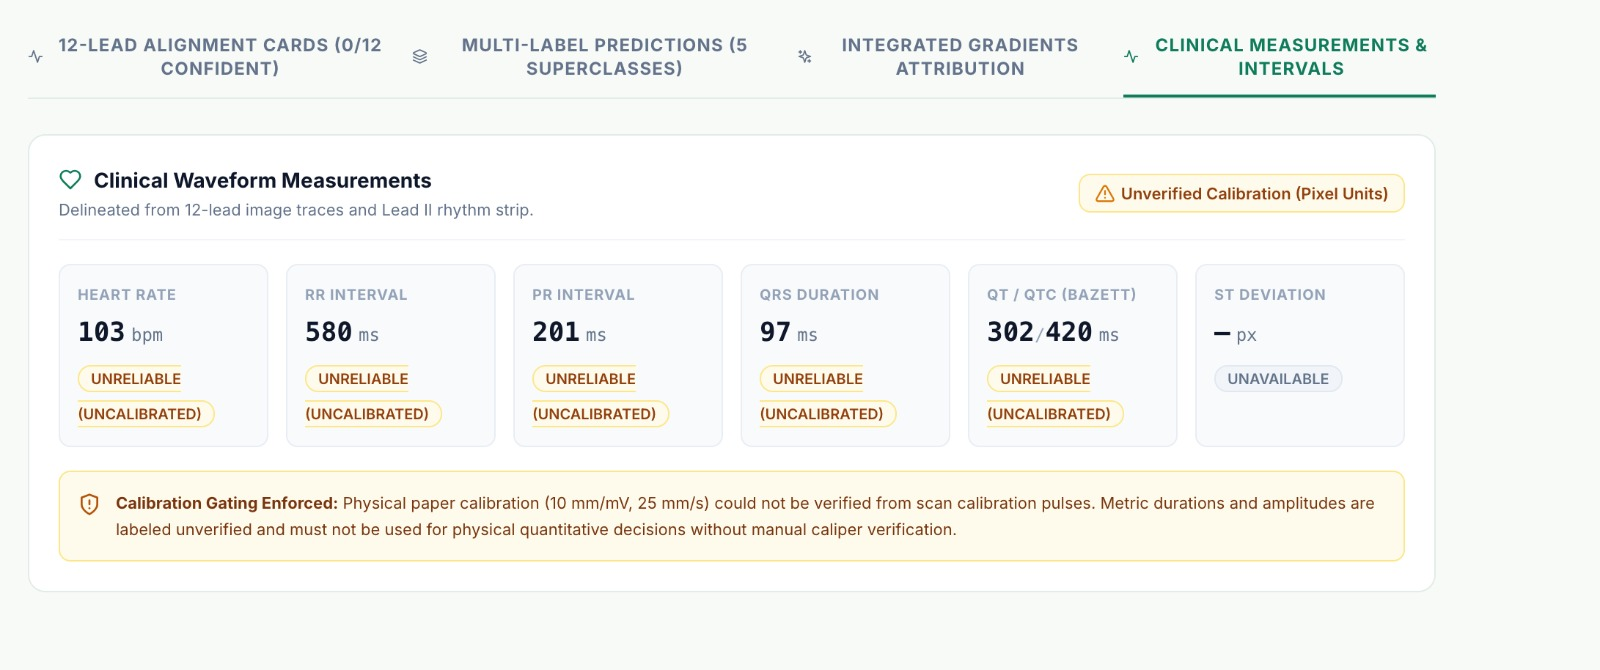 12-LEAD ALIGNMENT CARDS (0/12
CONFIDENT)
MULTI-LABEL PREDICTIONS (5
SUPERCLASSES)
INTEGRATED GRADIENTS
ATTRIBUTION
CLINICAL MEASUREMENTS &
INTERVALS
Clinical Waveform Measurements
Delineated from 12-lead image traces and Lead II rhythm strip.
Unverified Calibration (Pixel Units)
HEART RATE
103 bpm
UNRELIABLE
(UNCALIBRATED)
RR INTERVAL
580 ms
UNRELIABLE
(UNCALIBRATED)
PR INTERVAL
201 ms
UNRELIABLE
(UNCALIBRATED)
QRS DURATION
97 ms
UNRELIABLE
(UNCALIBRATED)
QT / QTC (BAZETT)
302/420 ms
UNRELIABLE
(UNCALIBRATED)
ST DEVIATION
— px
UNAVAILABLE
Calibration Gating Enforced: Physical paper calibration (10 mm/mV, 25 mm/s) could not be verified from scan calibration pulses. Metric durations and amplitudes are
labeled unverified and must not be used for physical quantitative decisions without manual caliper verification.